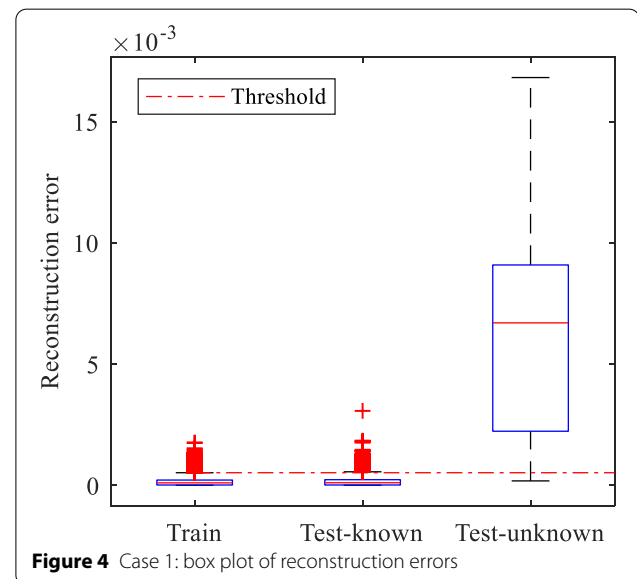 ×10-3
Threshold
15
10
5
0
Reconstruction error
Train Test-known Test-unknown
Figure 4 Case 1: box plot of reconstruction errors